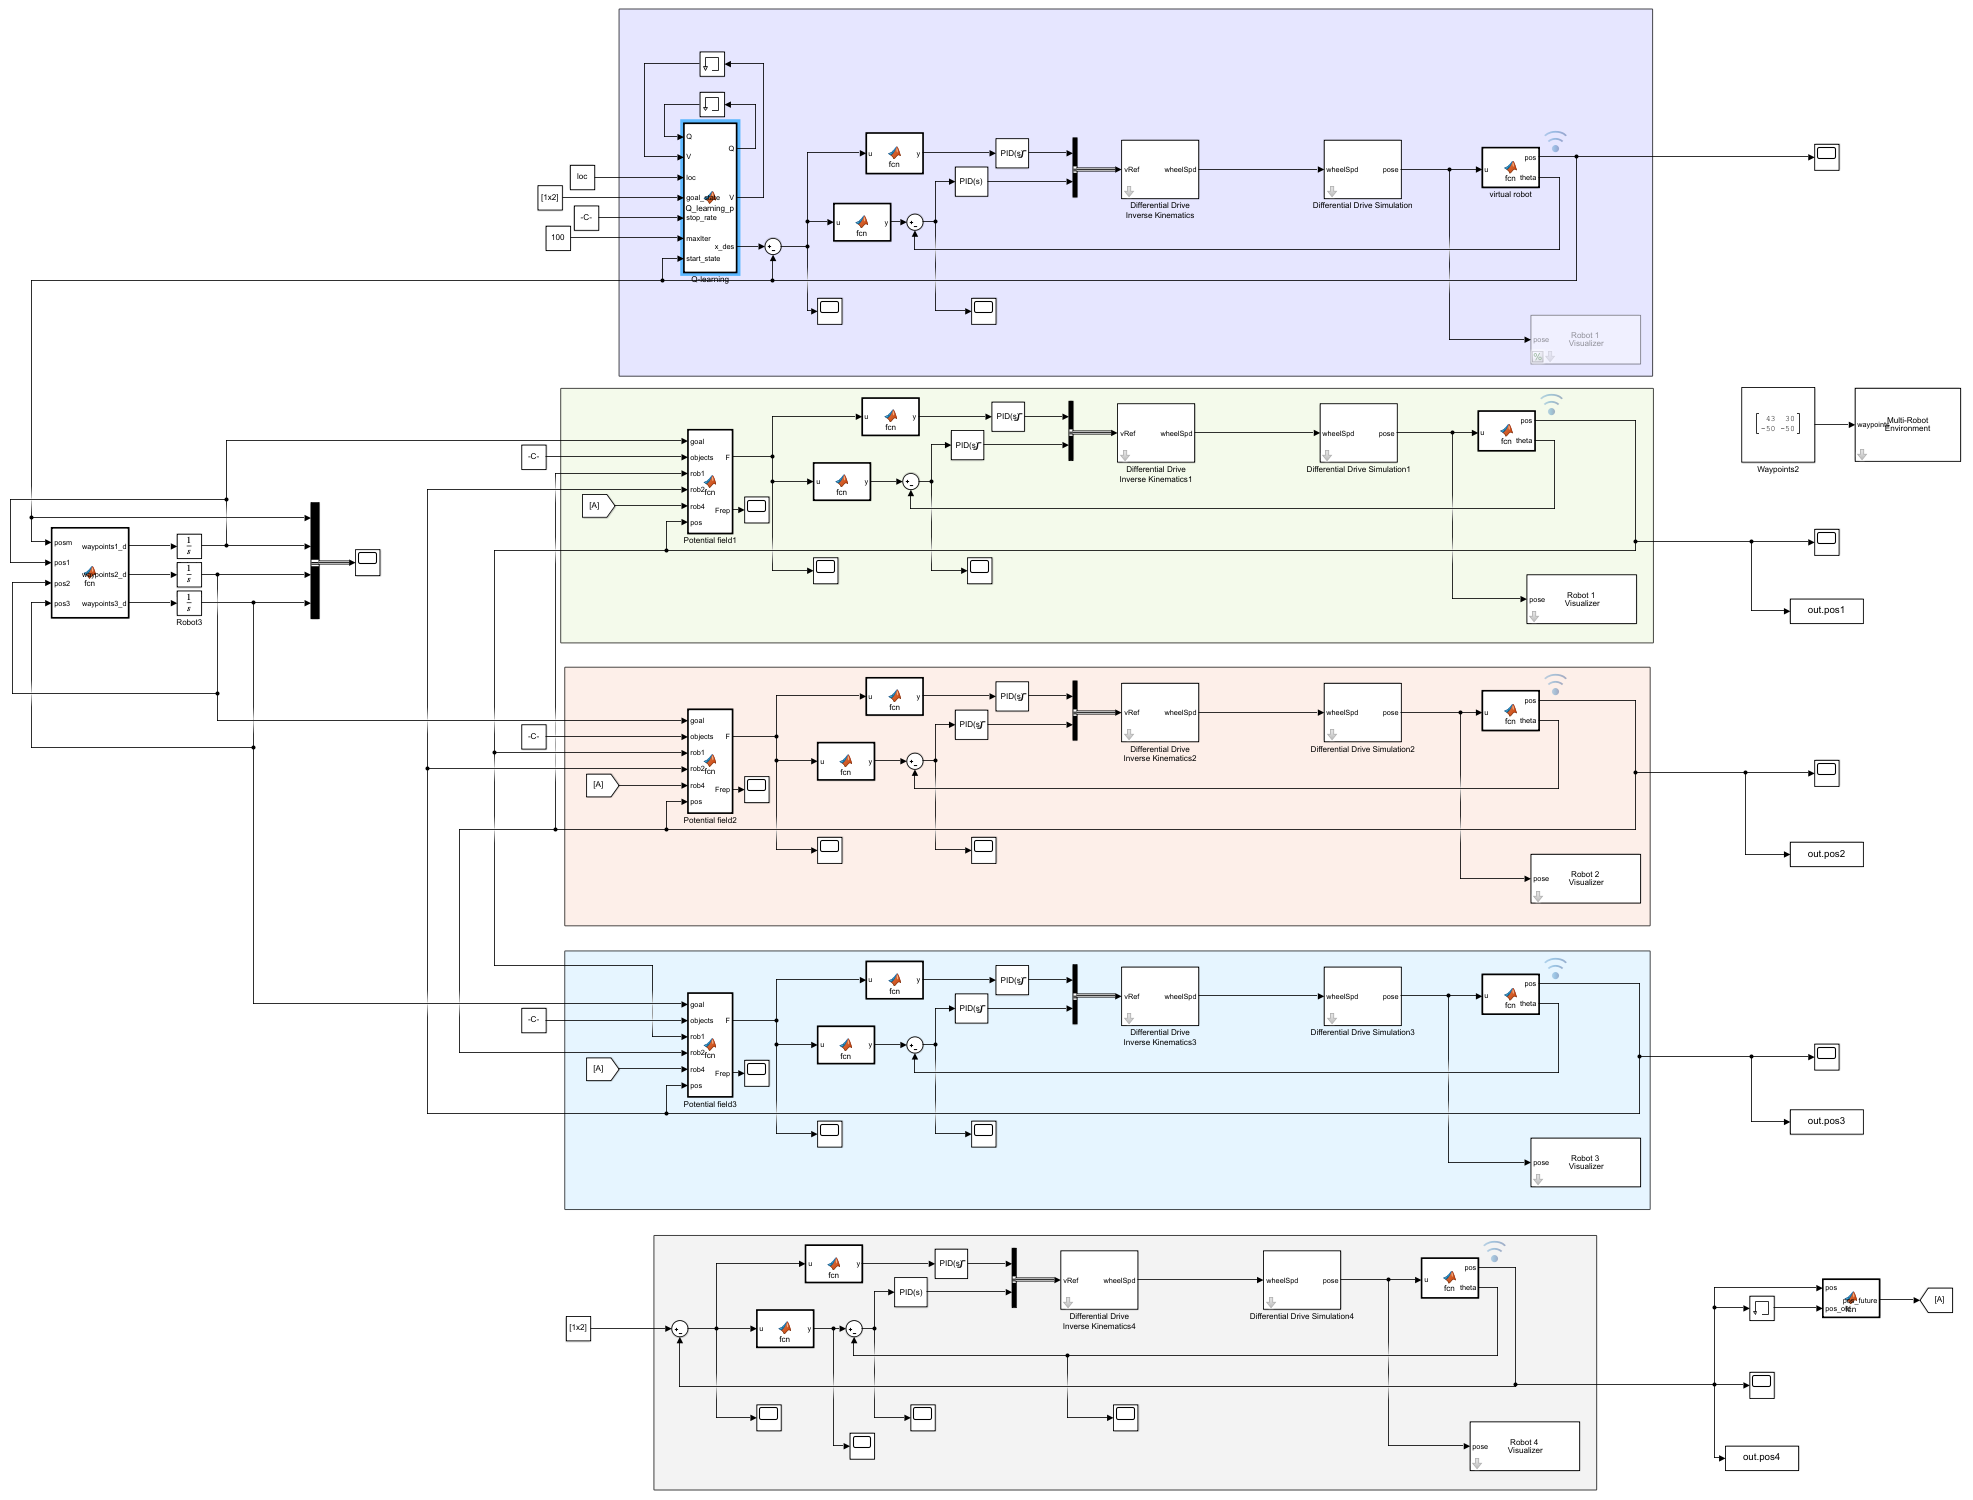 Q
V
loc
goal_state
stop_rate
maxIter
start_state
Q
V
Q_learning_p
x_des
Q-learning
loc
[1x2]
-C-
100
u
fcn
y
u
fcn
y
PID(s)
PID(s)
vRef
wheelSpd
Differential Drive
Inverse Kinematics
wheelSpd
pose
Differential Drive Simulation
u
fcn
pos
theta
virtual robot
pose
Robot 1
Visualizer
goal
objects
rob1
rob2
rob4
pos
F
fcn
Frep
Potential field1
-C-
[A]
u
fcn
y
u
fcn
y
PID(s)
PID(s)
vRef
wheelSpd
Differential Drive
Inverse Kinematics1
wheelSpd
pose
Differential Drive Simulation1
u
fcn
pos
theta
pose
Robot 1
Visualizer
43 30
-50 -50
Waypoints2
waypoints
Multi-Robot
Environment
out.pos1
posm
pos1
pos2
pos3
fcn
waypoints1_d
waypoints2_d
waypoints3_d
1
s
1
s
1
s
Robot3
goal
objects
rob1
rob2
rob4
pos
F
fcn
Frep
Potential field2
-C-
[A]
u
fcn
y
u
fcn
y
PID(s)
PID(s)
vRef
wheelSpd
Differential Drive
Inverse Kinematics2
wheelSpd
pose
Differential Drive Simulation2
u
fcn
pos
theta
pose
Robot 2
Visualizer
out.pos2
goal
objects
rob1
rob2
rob4
pos
F
fcn
Frep
Potential field3
-C-
[A]
u
fcn
y
u
fcn
y
PID(s)
PID(s)
vRef
wheelSpd
Differential Drive
Inverse Kinematics3
wheelSpd
pose
Differential Drive Simulation3
u
fcn
pos
theta
pose
Robot 3
Visualizer
out.pos3
[1x2]
u
fcn
y
u
fcn
y
PID(s)
PID(s)
vRef
wheelSpd
Differential Drive
Inverse Kinematics4
wheelSpd
pose
Differential Drive Simulation4
u
fcn
pos
theta
pose
Robot 4
Visualizer
pos
fcn
[A]
out.pos4